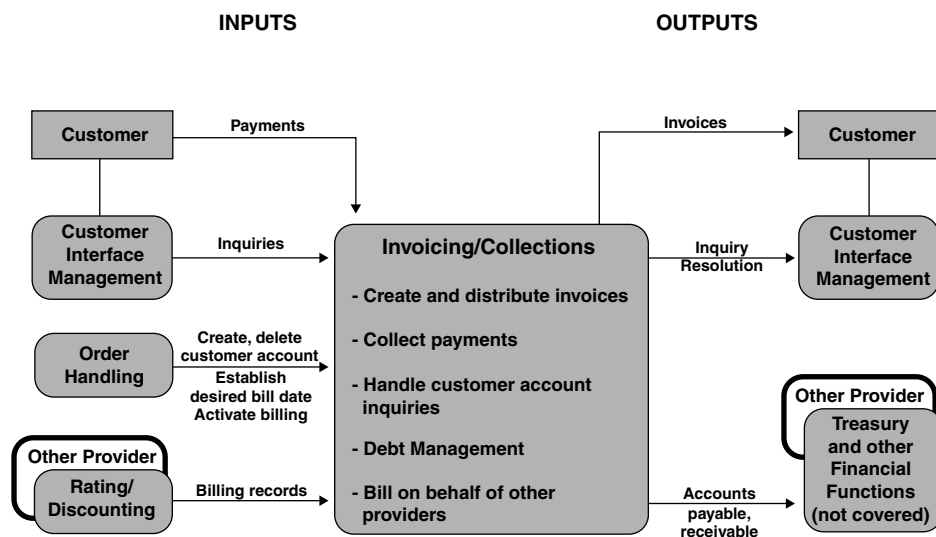 INPUTS
OUTPUTS
Customer
Payments
Invoices
Customer
Customer
Interface
Management
Inquiries
Invoicing/Collections
- Create and distribute invoices
- Collect payments
- Handle customer account
inquiries
- Debt Management
- Bill on behalf of other
providers
Inquiry
Resolution
Customer
Interface
Management
Order
Handling
Create, delete
customer account
Establish
desired bill date
Activate billing
Other Provider
Rating/
Discounting
Billing records
Accounts
payable,
receivable
Other Provider
Treasury
and other
Financial
Functions
(not covered)